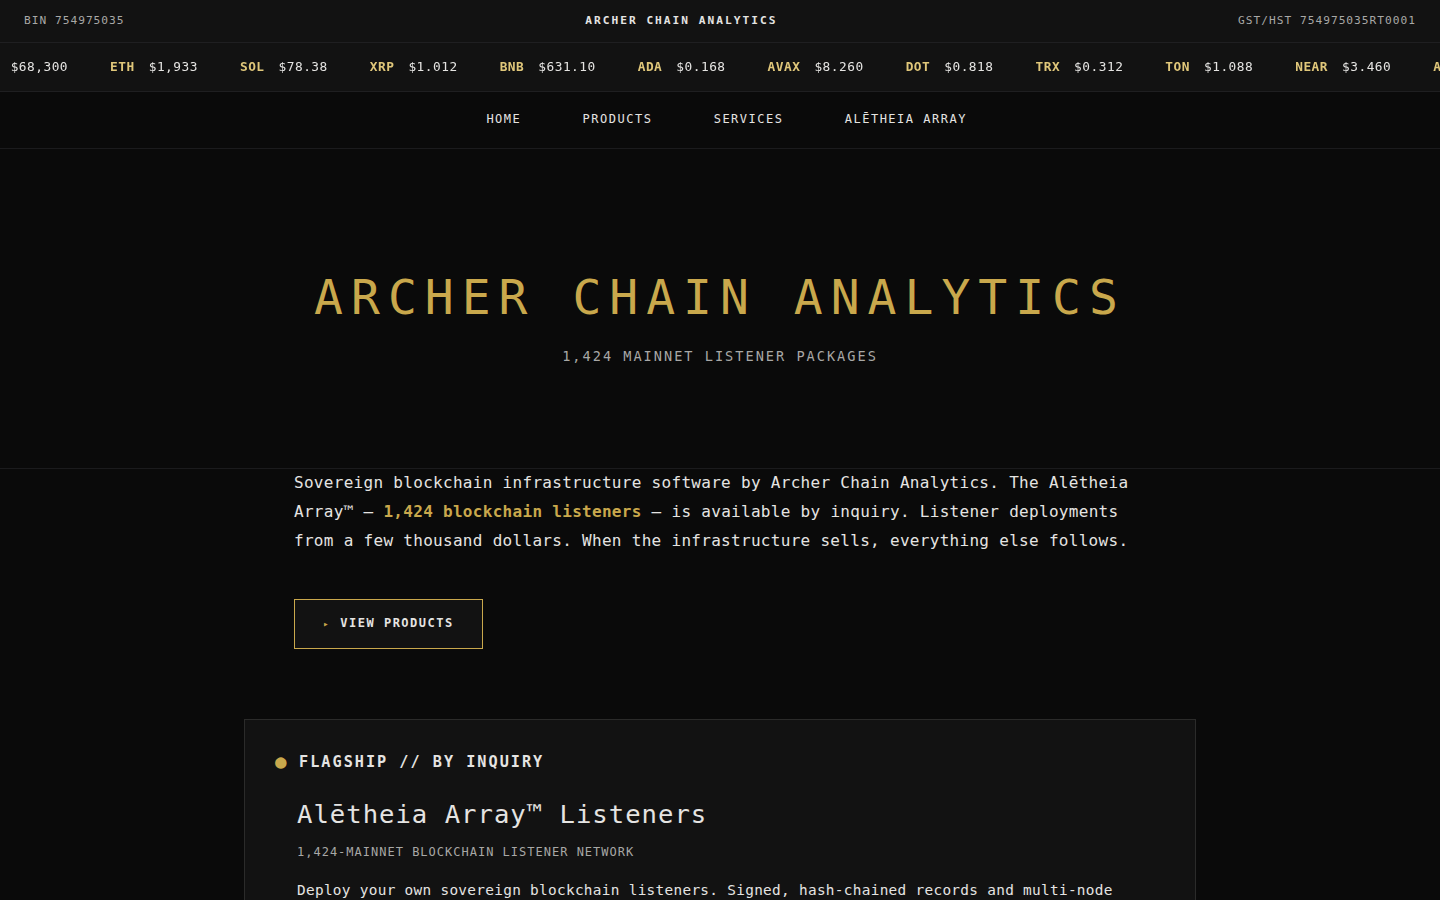 BIN 754975035
ARCHER CHAIN ANALYTICS
GST/HST 754975035RT0001
$68,300 ETH $1,933 SOL $78.38 XRP $1.012 BNB $631.10 ADA $0.168 AVAX $8.260 DOT $0.818 TRX $0.312 TON $1.088 NEAR $3.460
HOME PRODUCTS SERVICES ALĒTHEIA ARRAY
ARCHER CHAIN ANALYTICS
1,424 MAINNET LISTENER PACKAGES
Sovereign blockchain infrastructure software by Archer Chain Analytics. The Alētheia
Array™ — 1,424 blockchain listeners — is available by inquiry. Listener deployments
from a few thousand dollars. When the infrastructure sells, everything else follows.
▸ VIEW PRODUCTS
FLAGSHIP // BY INQUIRY
Alētheia Array™ Listeners
1,424-MAINNET BLOCKCHAIN LISTENER NETWORK
Deploy your own sovereign blockchain listeners. Signed, hash-chained records and multi-node